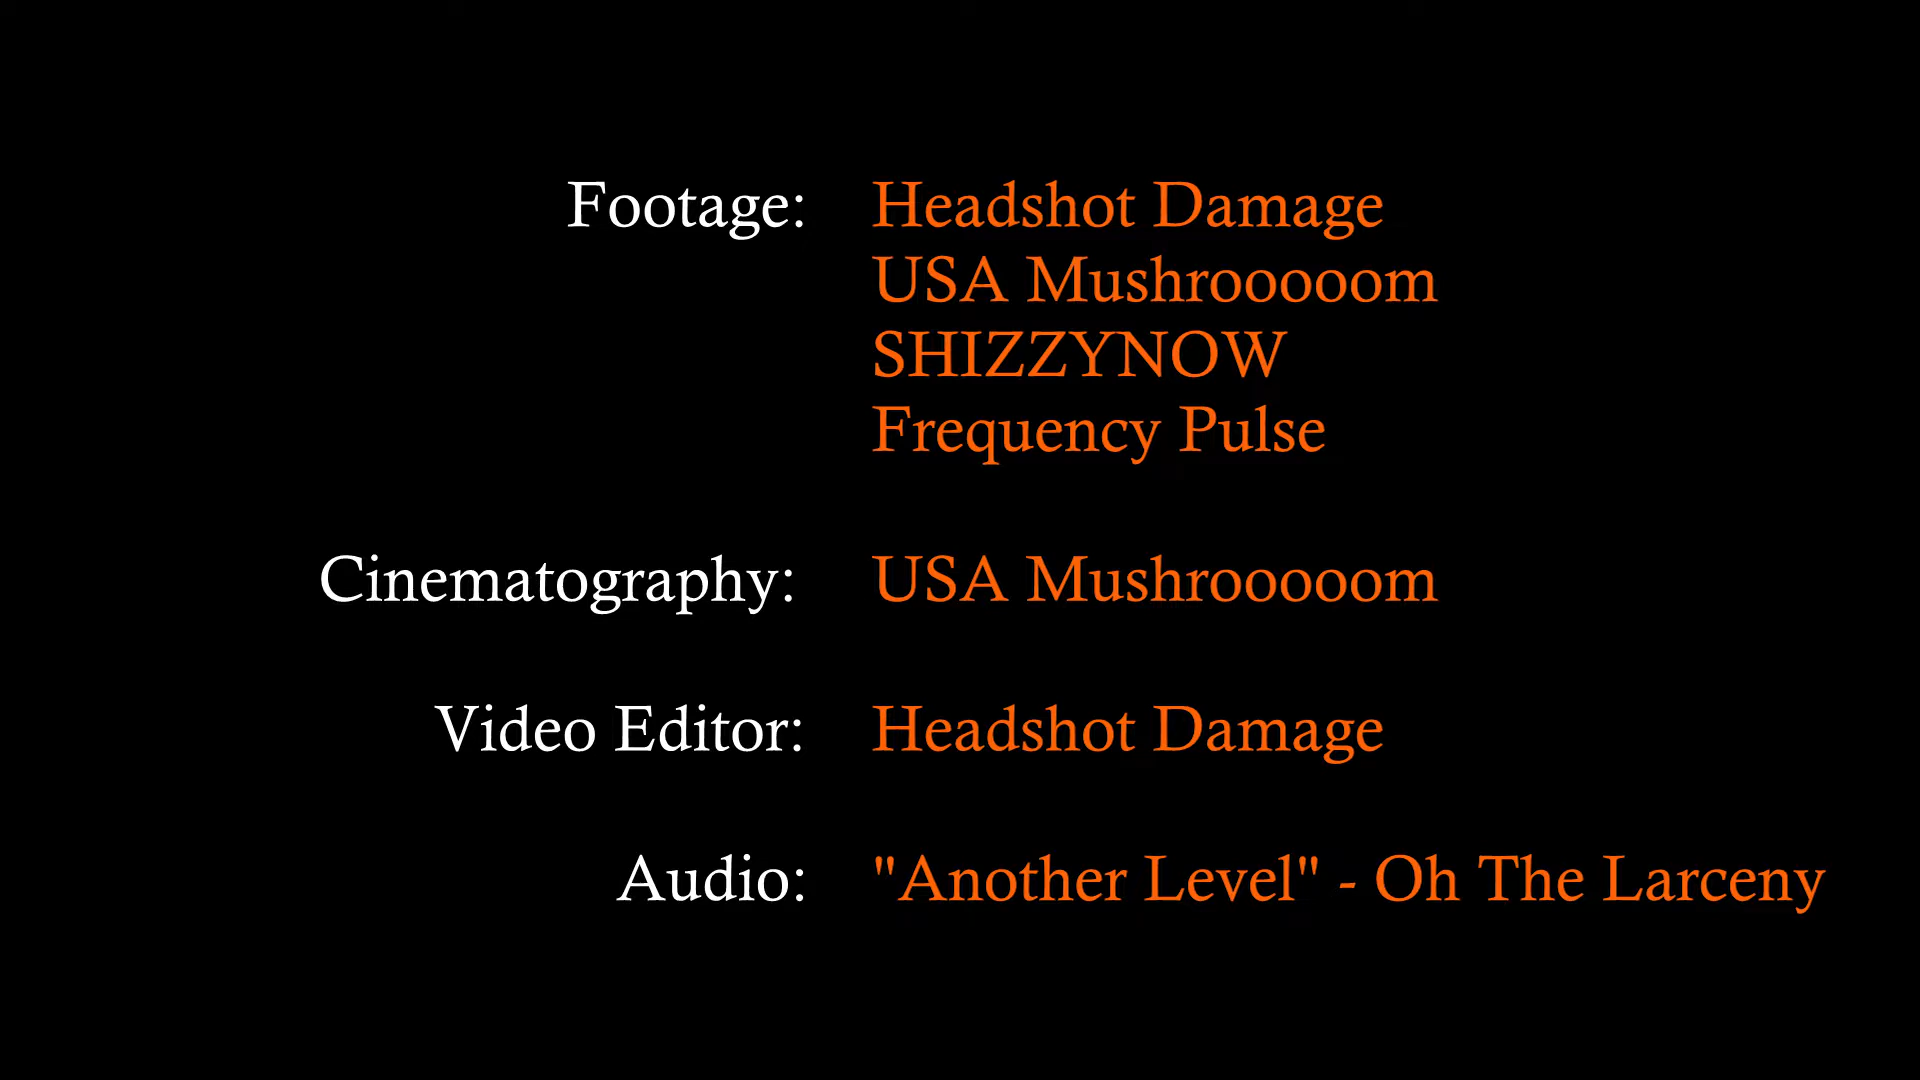 Footage: Headshot Damage
USA Mushrooooom
SHIZZYNOW
Frequency Pulse
Cinematography: USA Mushrooooom
Video Editor: Headshot Damage
Audio: "Another Level" - Oh The Larceny